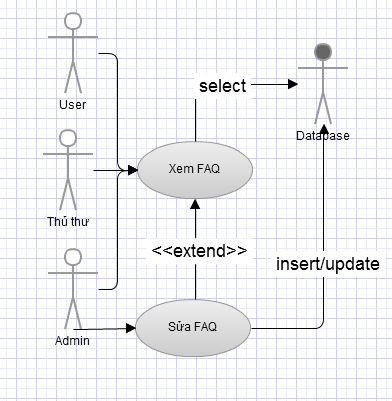 User
select
Database
Xem FAQ
Thủ thư
<<extend>>
insert/update
Sửa FAQ
Admin